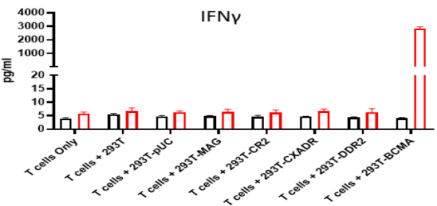 IFNγ
pg/ml
4000
3000
2000
1000
20
15
10
5
0
T cells Only
T cells + 293T
T cells + 293T-pUC
T cells + 293T-MAG
T cells + 293T-CR2
T cells + 293T-CXADR
T cells + 293T-DDR2
T cells + 293T-BCMA